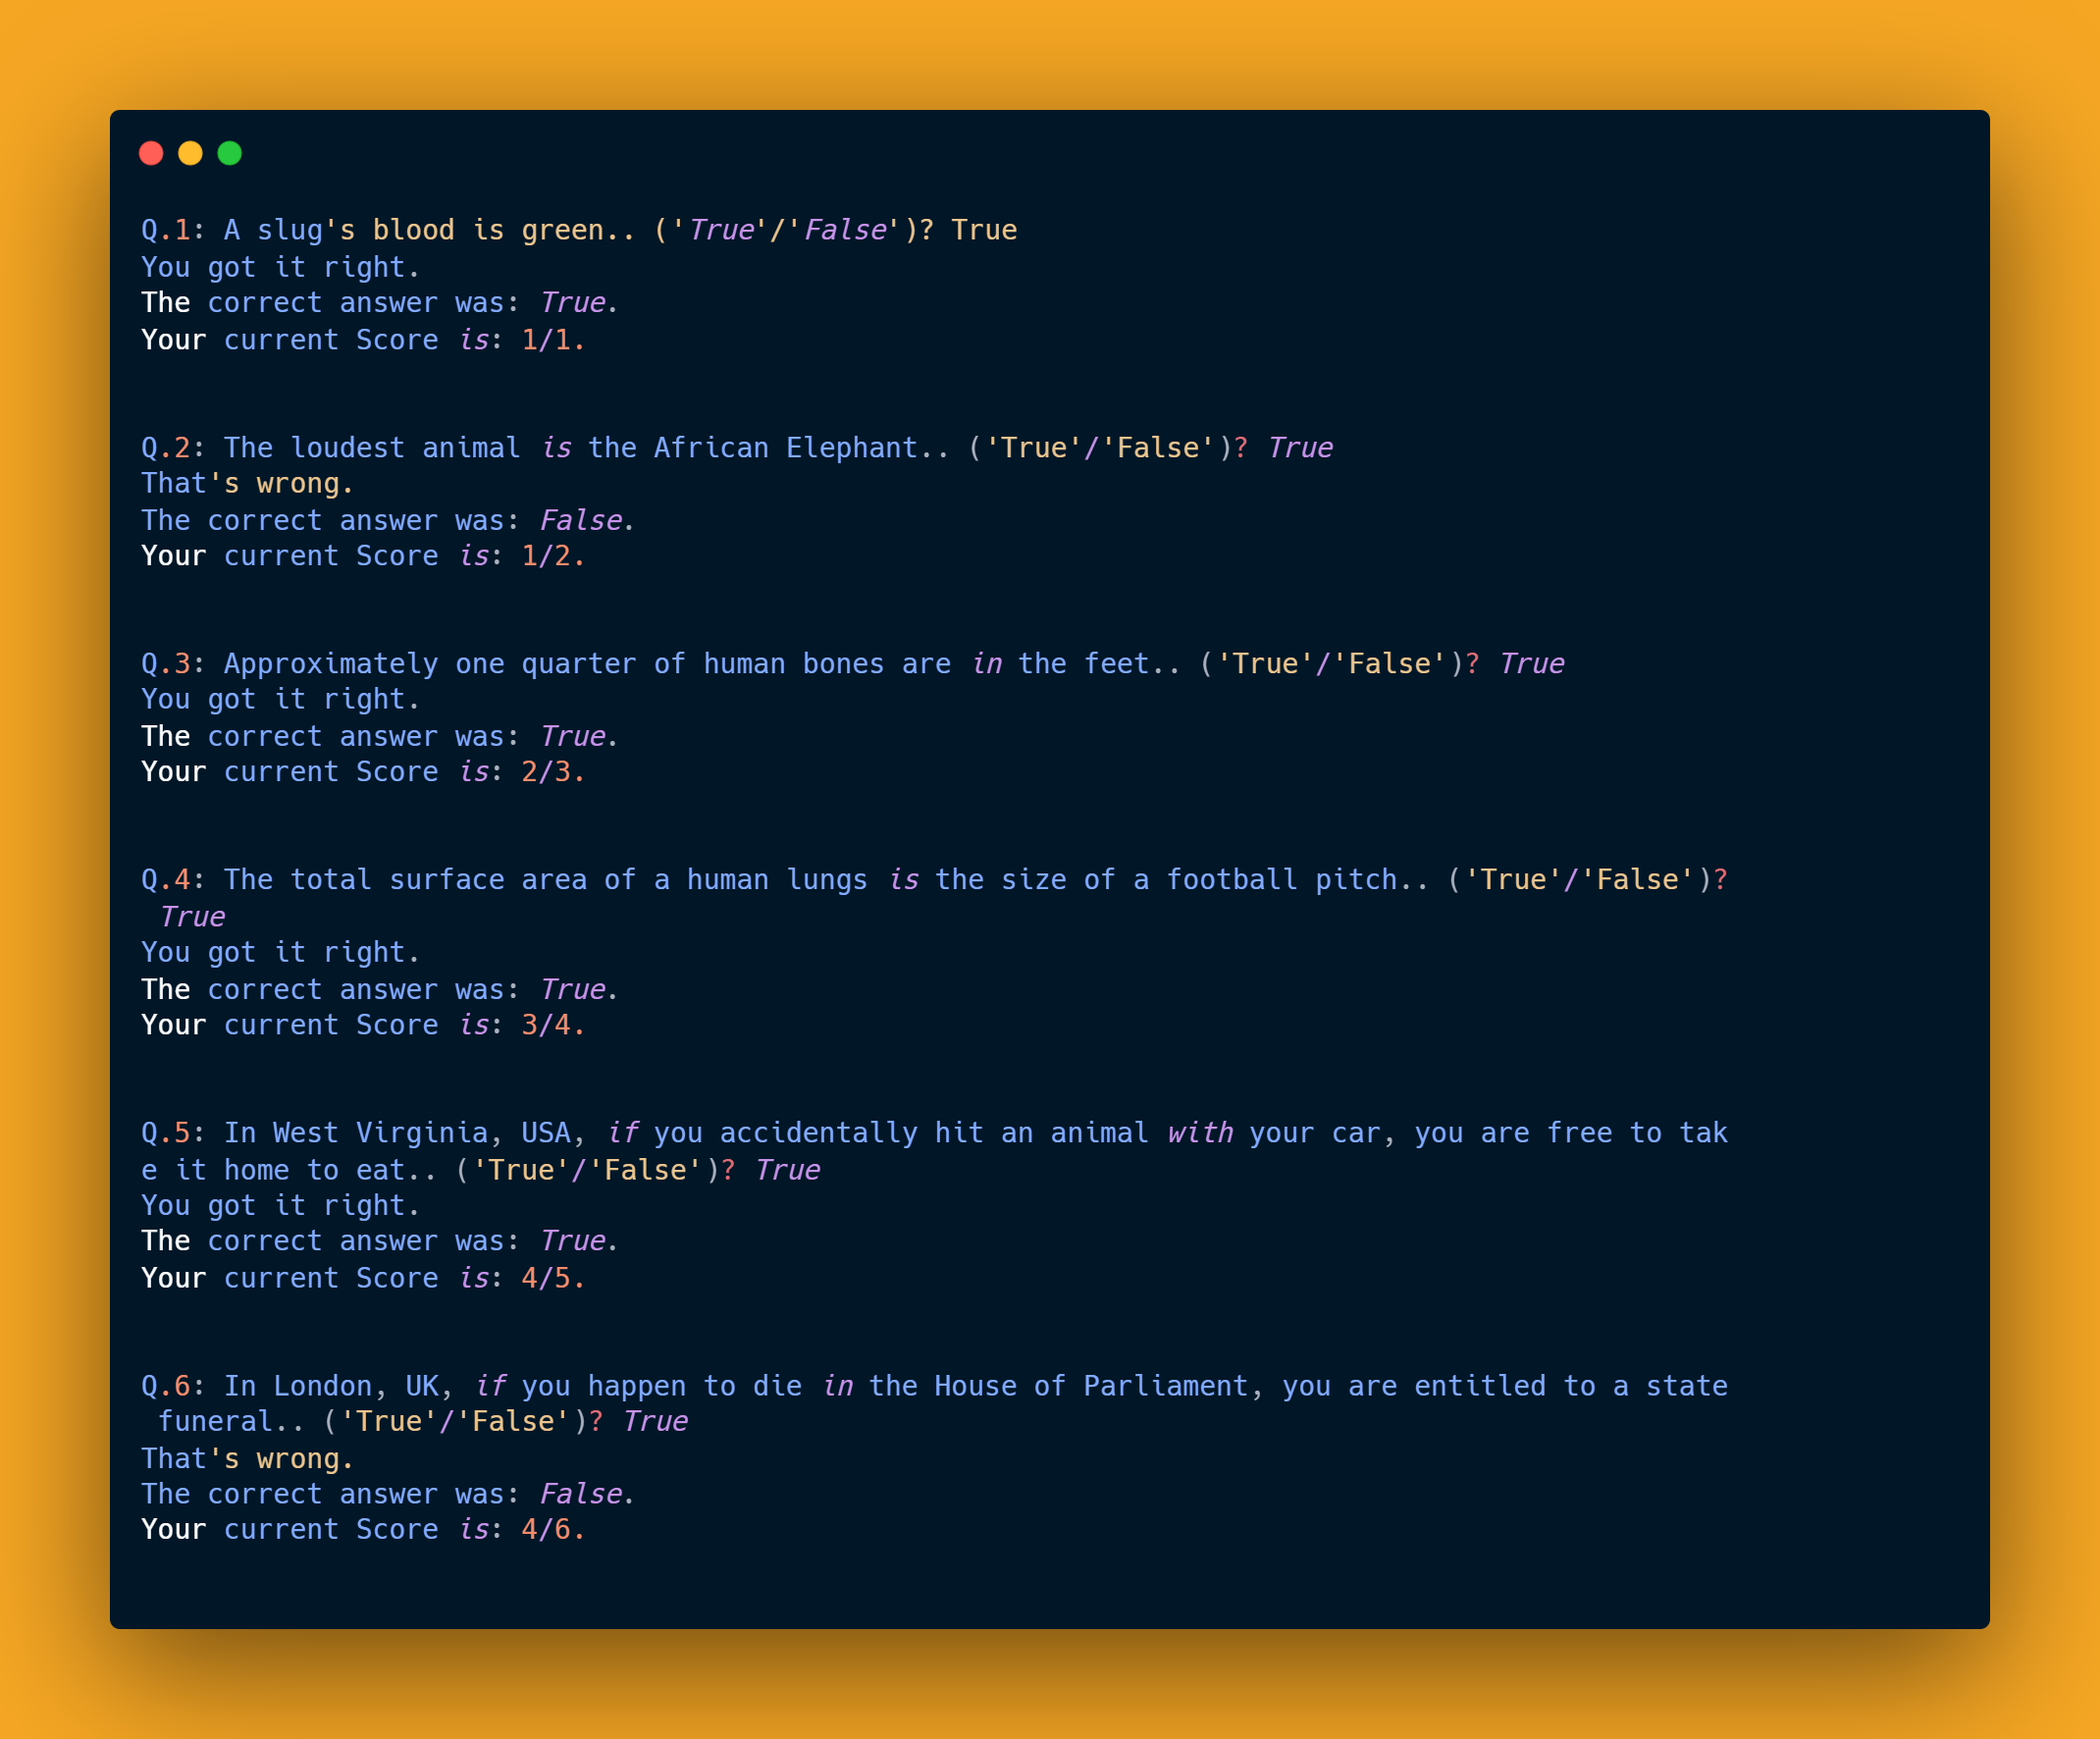 Q.1: A slug's blood is green.. ('True'/'False')? True
You got it right.
The correct answer was: True.
Your current Score is: 1/1.
Q.2: The loudest animal is the African Elephant.. ('True'/'False')? True
That's wrong.
The correct answer was: False.
Your current Score is: 1/2.
Q.3: Approximately one quarter of human bones are in the feet.. ('True'/'False')? True
You got it right.
The correct answer was: True.
Your current Score is: 2/3.
Q.4: The total surface area of a human lungs is the size of a football pitch.. ('True'/'False')?
True
You got it right.
The correct answer was: True.
Your current Score is: 3/4.
Q.5: In West Virginia, USA, if you accidentally hit an animal with your car, you are free to tak
e it home to eat.. ('True'/'False')? True
You got it right.
The correct answer was: True.
Your current Score is: 4/5.
Q.6: In London, UK, if you happen to die in the House of Parliament, you are entitled to a state
funeral.. ('True'/'False')? True
That's wrong.
The correct answer was: False.
Your current Score is: 4/6.